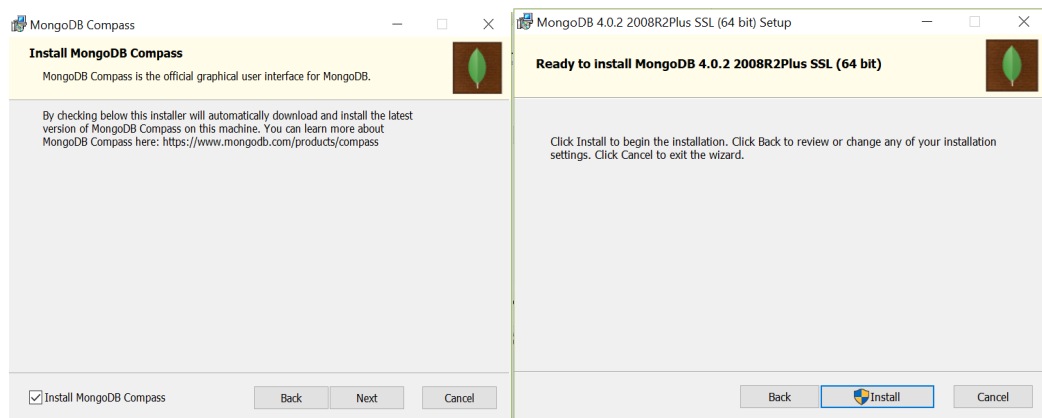 MongoDB Compass
Install MongoDB Compass
MongoDB Compass is the official graphical user interface for MongoDB.
By checking below this installer will automatically download and install the latest
version of MongoDB Compass on this machine. You can learn more about
MongoDB Compass here: https://www.mongodb.com/products/compass
Install MongoDB Compass
Back
Next
Cancel
MongoDB 4.0.2 2008R2Plus SSL (64 bit) Setup
Ready to install MongoDB 4.0.2 2008R2Plus SSL (64 bit)
Click Install to begin the installation. Click Back to review or change any of your installation
settings. Click Cancel to exit the wizard.
Back
Install
Cancel